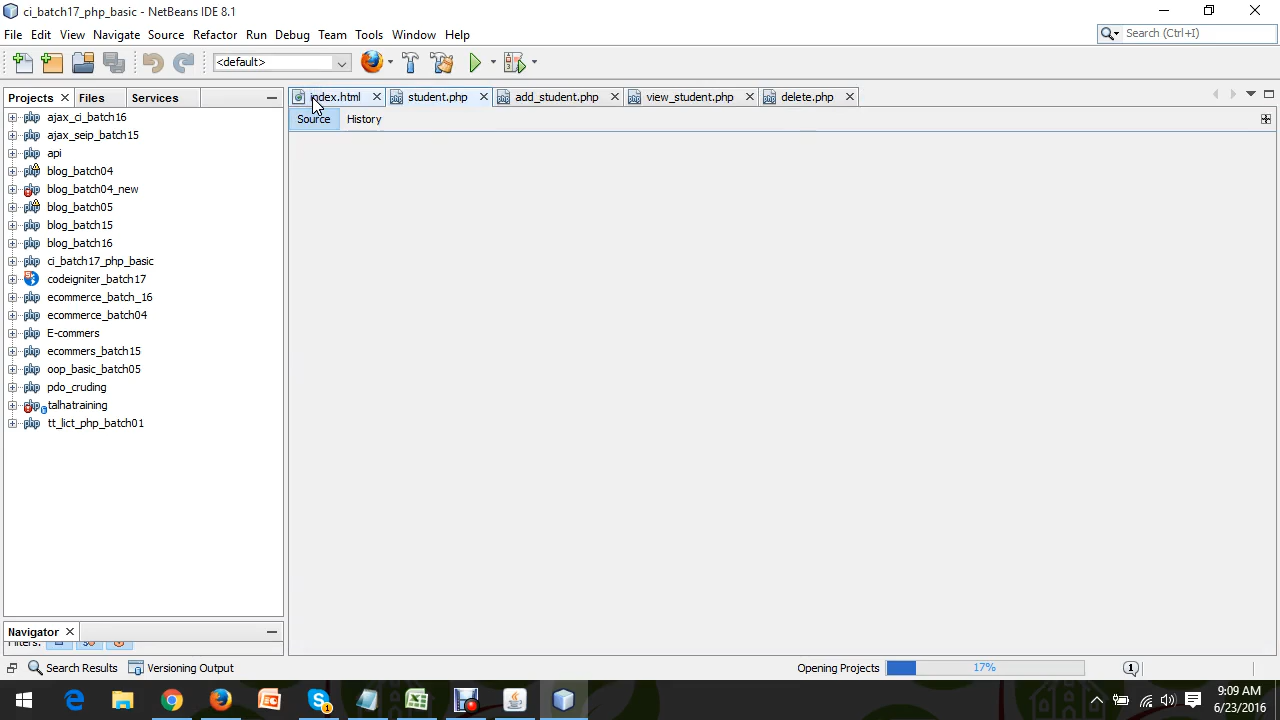 ci_batch17_php_basic - NetBeans IDE 8.1
File Edit View Navigate Source Refactor Run Debug Team Tools Window Help
Search (Ctrl+I)
<default>
Projects Files Services
index.html student.php add_student.php view_student.php delete.php
Source History
ajax_ci_batch16
ajax_seip_batch15
api
blog_batch04
blog_batch04_new
blog_batch05
blog_batch15
blog_batch16
ci_batch17_php_basic
codeigniter_batch17
ecommerce_batch_16
ecommerce_batch04
E-commers
ecommers_batch15
oop_basic_batch05
pdo_cruding
talhatraining
tt_lict_php_batch01
Navigator
Filters:
Search Results Versioning Output Opening Projects 17% 1
9:09 AM
6/23/2016